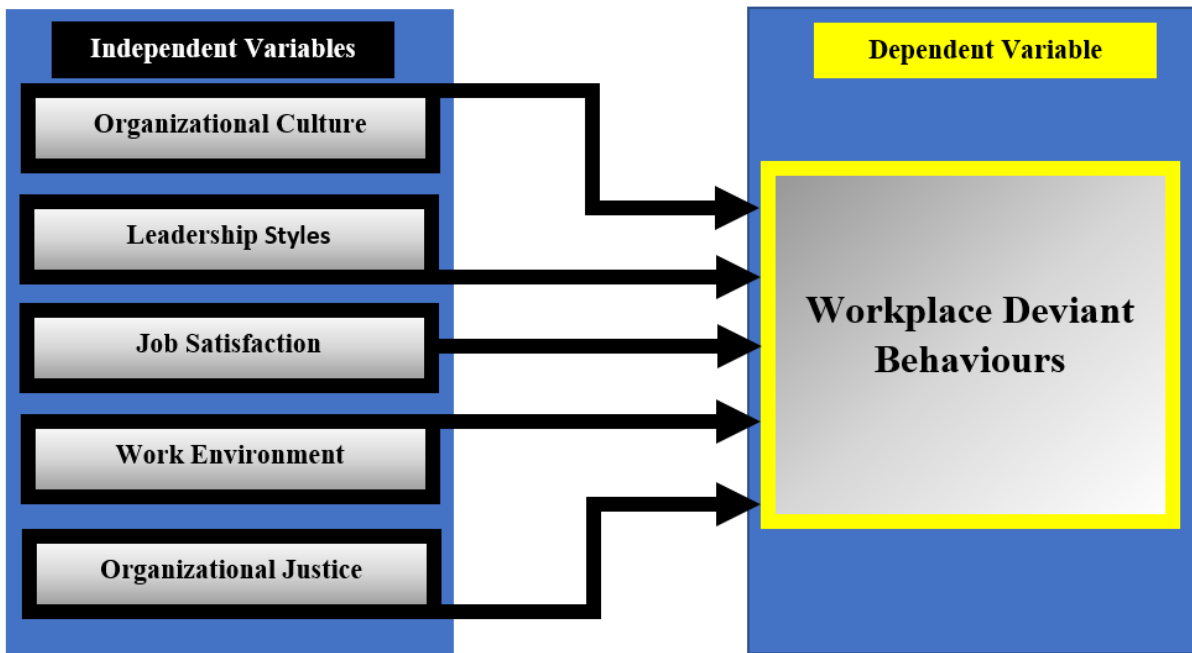 Independent Variables
Organizational Culture
Leadership Styles
Job Satisfaction
Work Environment
Organizational Justice
Dependent Variable
Workplace Deviant
Behaviours